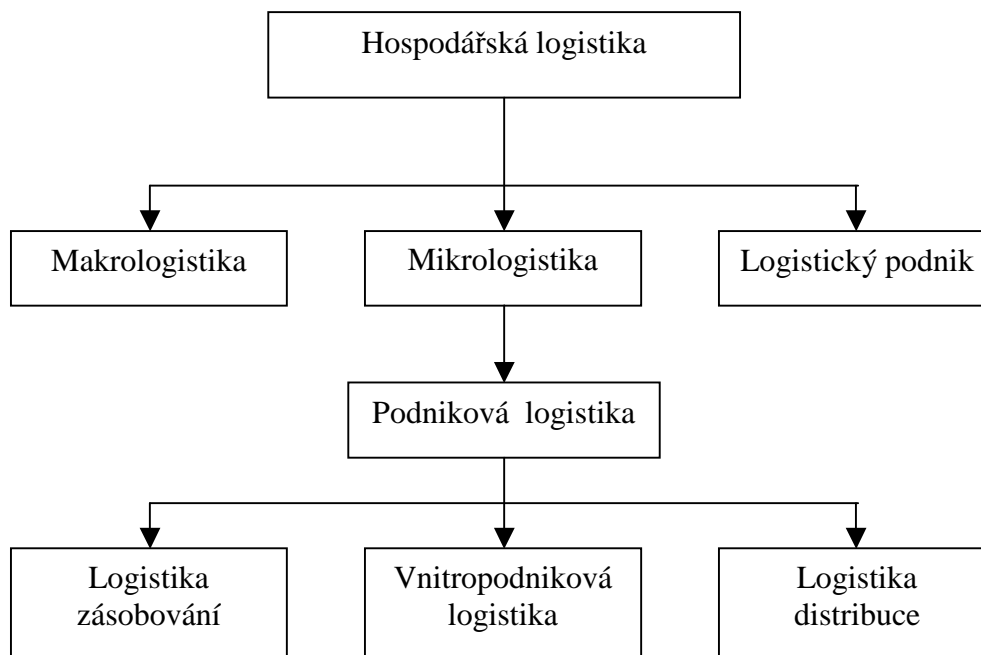 Hospodářská logistika
Makrologistika
Mikrologistika
Logistický podnik
Podniková logistika
Logistika
zásobování
Vnitropodniková
logistika
Logistika
distribuce